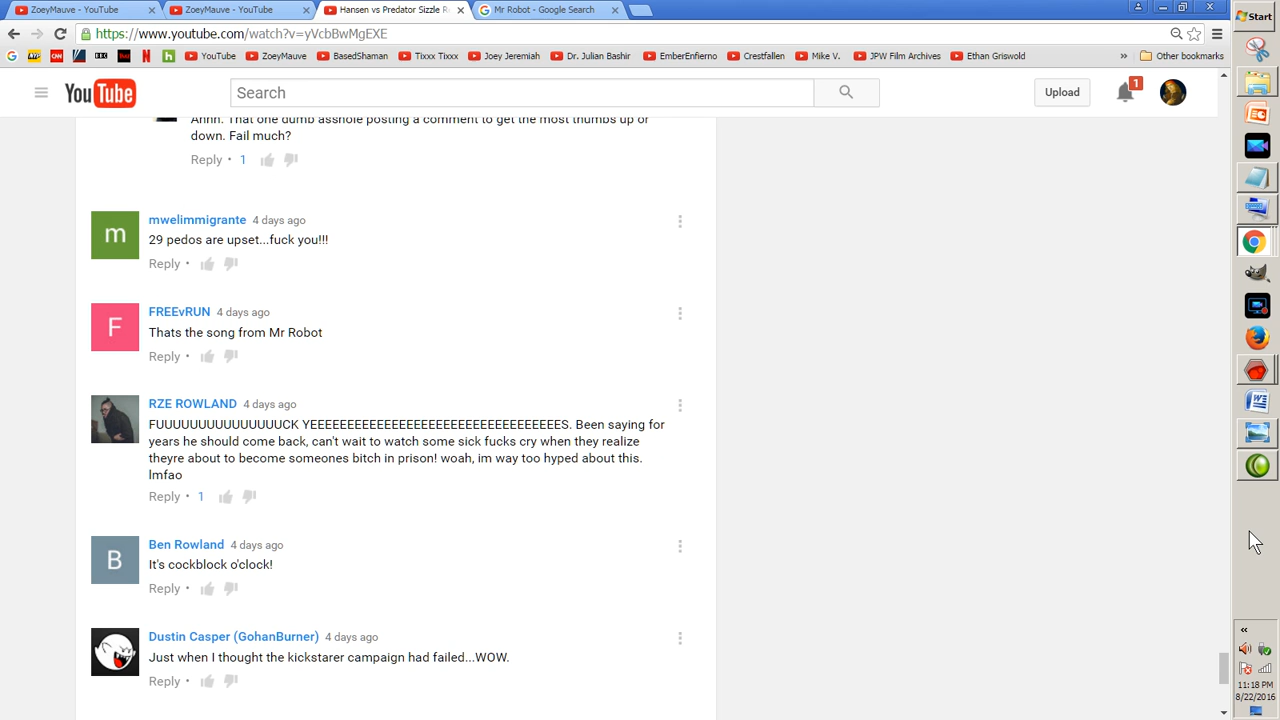 ZoeyMauve - YouTube
ZoeyMauve - YouTube
Hansen vs Predator Sizzle Re
Mr Robot - Google Search
https://www.youtube.com/watch?v=yVcbBwMgEXE
YouTube ZoeyMauve BasedShaman Tixxx Tixxx Joey Jeremiah Dr. Julian Bashir EmberEnfierno Crestfallen Mike V. JPW Film Archives Ethan Griswold » Other bookmarks
Start
YouTube
Search
Upload
1
Ahhh. That one dumb asshole posting a comment to get the most thumbs up or
down. Fail much?
Reply • 1
mwelimmigrante 4 days ago
29 pedos are upset...fuck you!!!
Reply •
FREEvRUN 4 days ago
Thats the song from Mr Robot
Reply •
RZE ROWLAND 4 days ago
FUUUUUUUUUUUUUUUCK YEEEEEEEEEEEEEEEEEEEEEEEEEEEEEEEEEES. Been saying for
years he should come back, can't wait to watch some sick fucks cry when they realize
theyre about to become someones bitch in prison! woah, im way too hyped about this.
lmfao
Reply • 1
Ben Rowland 4 days ago
It's cockblock o'clock!
Reply •
Dustin Casper (GohanBurner) 4 days ago
Just when I thought the kickstarer campaign had failed...WOW.
Reply •
m
F
B
«
11:18 PM
8/22/2016